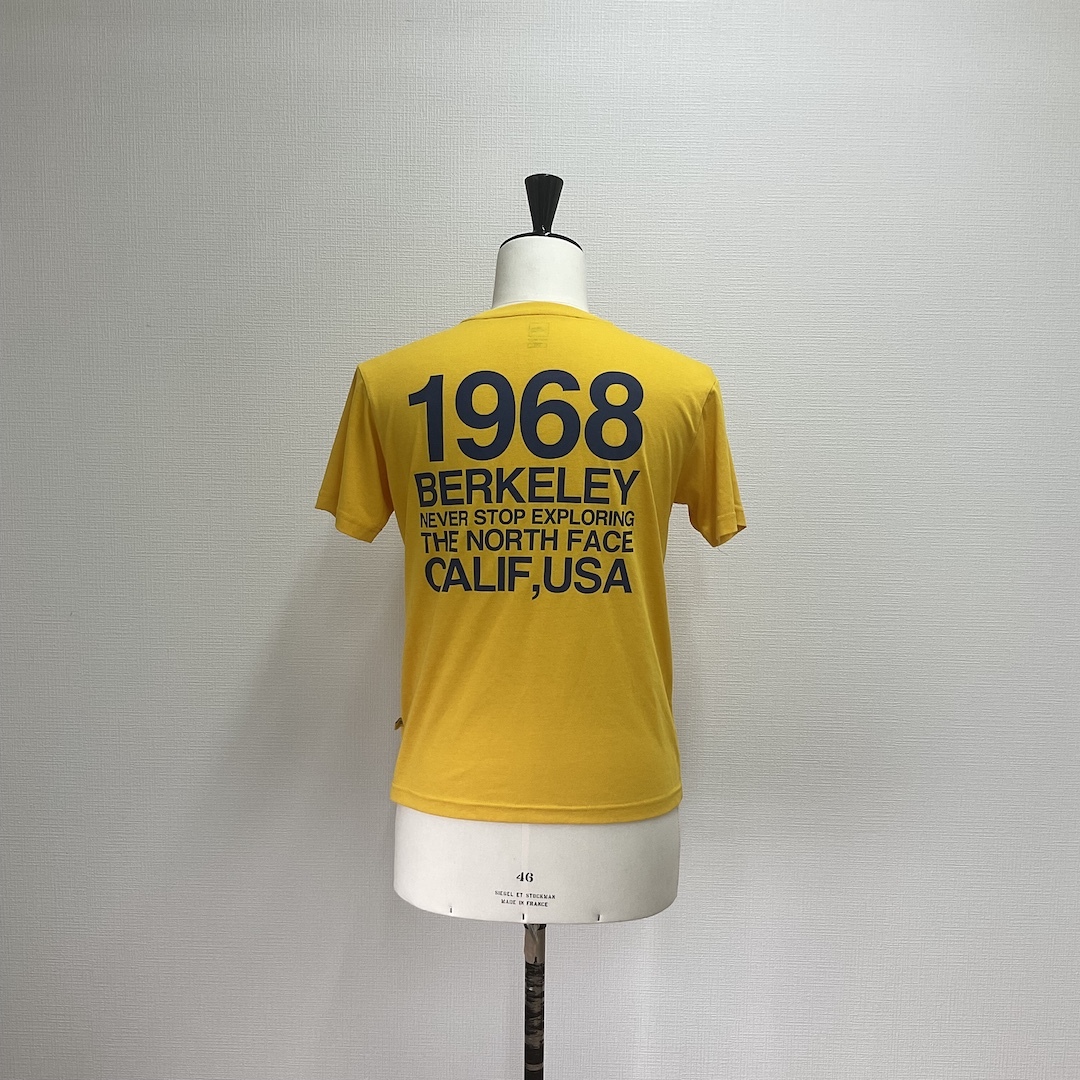 1968
BERKELEY
NEVER STOP EXPLORING
THE NORTH FACE
CALIF,USA
46
SIEGEL ET STOCKMAN
MADE IN FRANCE